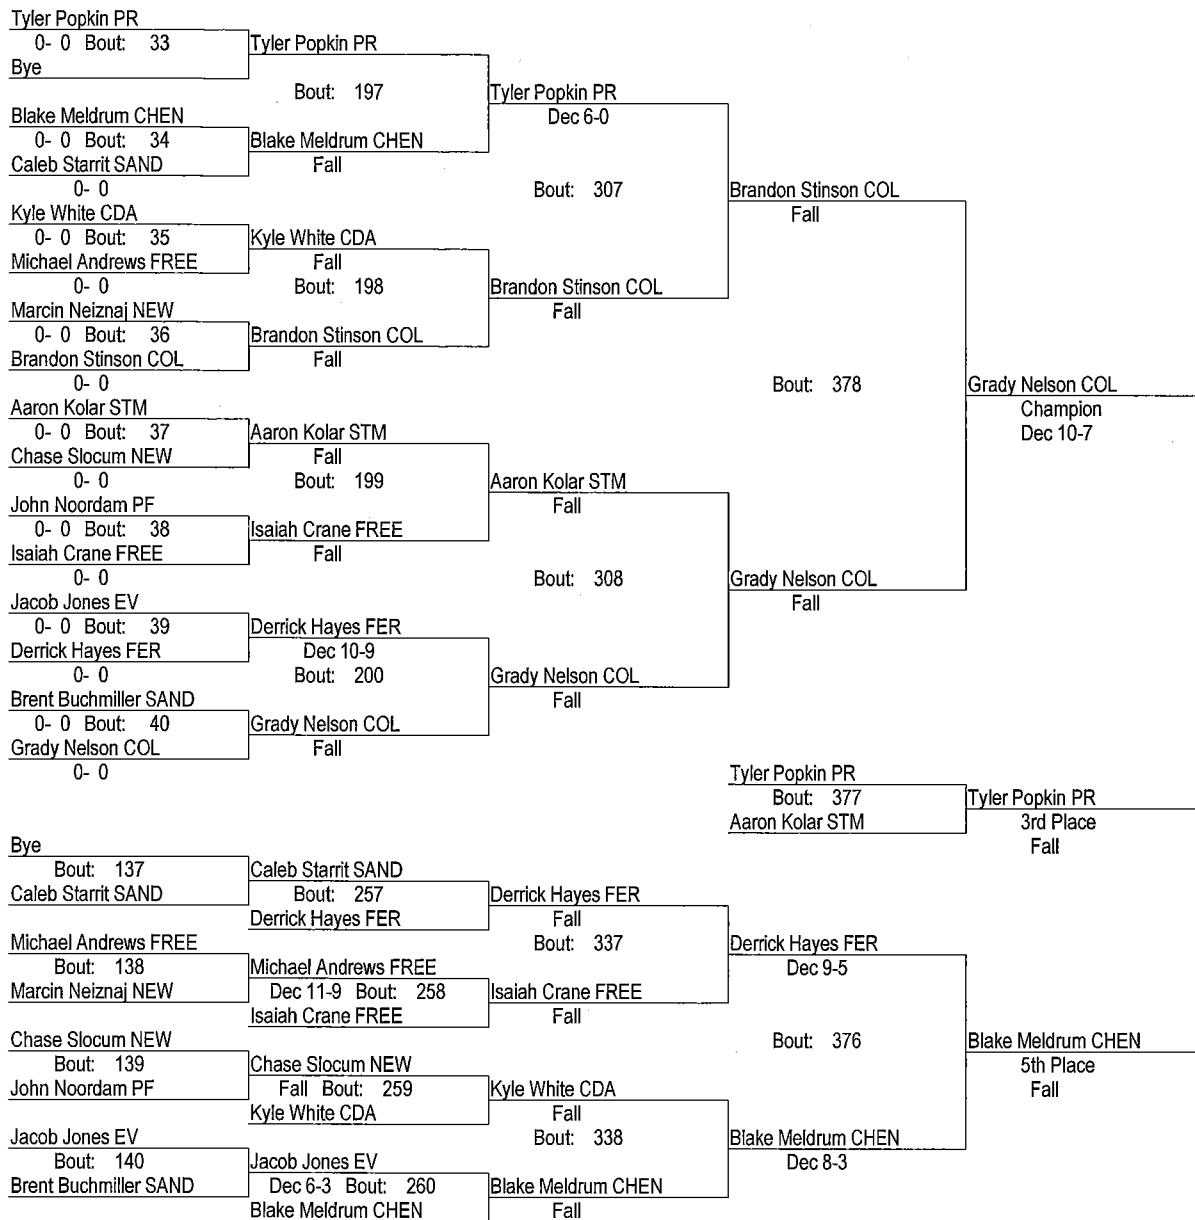 Tyler Popkin PR
0- 0 Bout: 33
Bye
Tyler Popkin PR
Bout: 197
Blake Meldrum CHEN
0- 0 Bout: 34
Caleb Starrit SAND
0- 0
Blake Meldrum CHEN
Fall
Tyler Popkin PR
Dec 6-0
Bout: 307
Kyle White CDA
0- 0 Bout: 35
Michael Andrews FREE
0- 0
Kyle White CDA
Fall
Bout: 198
Marcin Neiznaj NEW
0- 0 Bout: 36
Brandon Stinson COL
0- 0
Brandon Stinson COL
Fall
Brandon Stinson COL
Fall
Brandon Stinson COL
Fall
Bout: 378
Aaron Kolar STM
0- 0 Bout: 37
Chase Slocum NEW
0- 0
Aaron Kolar STM
Fall
Bout: 199
John Noordam PF
0- 0 Bout: 38
Isaiah Crane FREE
0- 0
Isaiah Crane FREE
Fall
Aaron Kolar STM
Fall
Bout: 308
Jacob Jones EV
0- 0 Bout: 39
Derrick Hayes FER
0- 0
Derrick Hayes FER
Dec 10-9
Bout: 200
Brent Buchmiller SAND
0- 0 Bout: 40
Grady Nelson COL
0- 0
Grady Nelson COL
Fall
Grady Nelson COL
Fall
Grady Nelson COL
Fall
Grady Nelson COL
Champion
Dec 10-7
Tyler Popkin PR
Bout: 377
Aaron Kolar STM
Tyler Popkin PR
3rd Place
Fall
Bye
Bout: 137
Caleb Starrit SAND
Caleb Starrit SAND
Bout: 257
Derrick Hayes FER
Derrick Hayes FER
Fall
Bout: 337
Michael Andrews FREE
Bout: 138
Marcin Neiznaj NEW
Michael Andrews FREE
Dec 11-9 Bout: 258
Isaiah Crane FREE
Isaiah Crane FREE
Fall
Derrick Hayes FER
Dec 9-5
Bout: 376
Chase Slocum NEW
Bout: 139
John Noordam PF
Chase Slocum NEW
Fall Bout: 259
Kyle White CDA
Kyle White CDA
Fall
Bout: 338
Jacob Jones EV
Bout: 140
Brent Buchmiller SAND
Jacob Jones EV
Dec 6-3 Bout: 260
Blake Meldrum CHEN
Blake Meldrum CHEN
Fall
Blake Meldrum CHEN
Dec 8-3
Blake Meldrum CHEN
5th Place
Fall